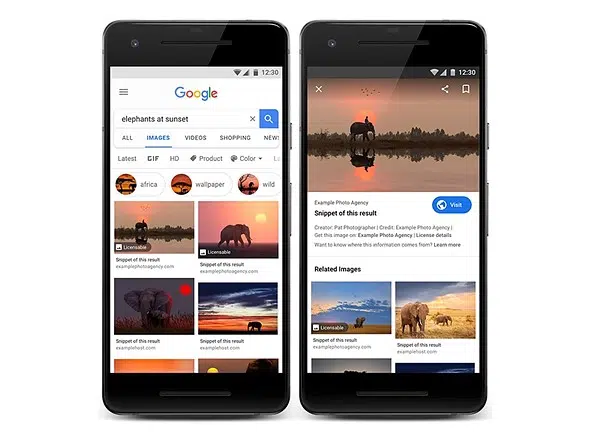 12:30
Google
elephants at sunset
ALL IMAGES VIDEOS SHOPPING NEWS
Latest GIF HD Product Color
africa wallpaper wild
Licensable Licensable
Snippet of this result Snippet of this result
examplephotoagency.com examplephotoagency.com
Snippet of this result Snippet of this result
examplehost.com examplehost.com
12:30
Example Photo Agency
Visit
Snippet of this result
Creator: Pat Photographer | Credit: Example Photo Agency |
Get this image on: Example Photo Agency | License details
Want to know where this information comes from? Learn more
Related Images
Licensable
Snippet of this result Snippet of this result
examplephotoagency.com examplehost.com